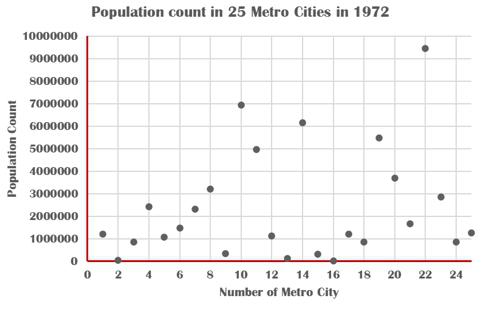 Population count in 25 Metro Cities in 1972
Population Count
10000000
9000000
8000000
7000000
6000000
5000000
4000000
3000000
2000000
1000000
0
0 2 4 6 8 10 12 14 16 18 20 22 24
Number of Metro City